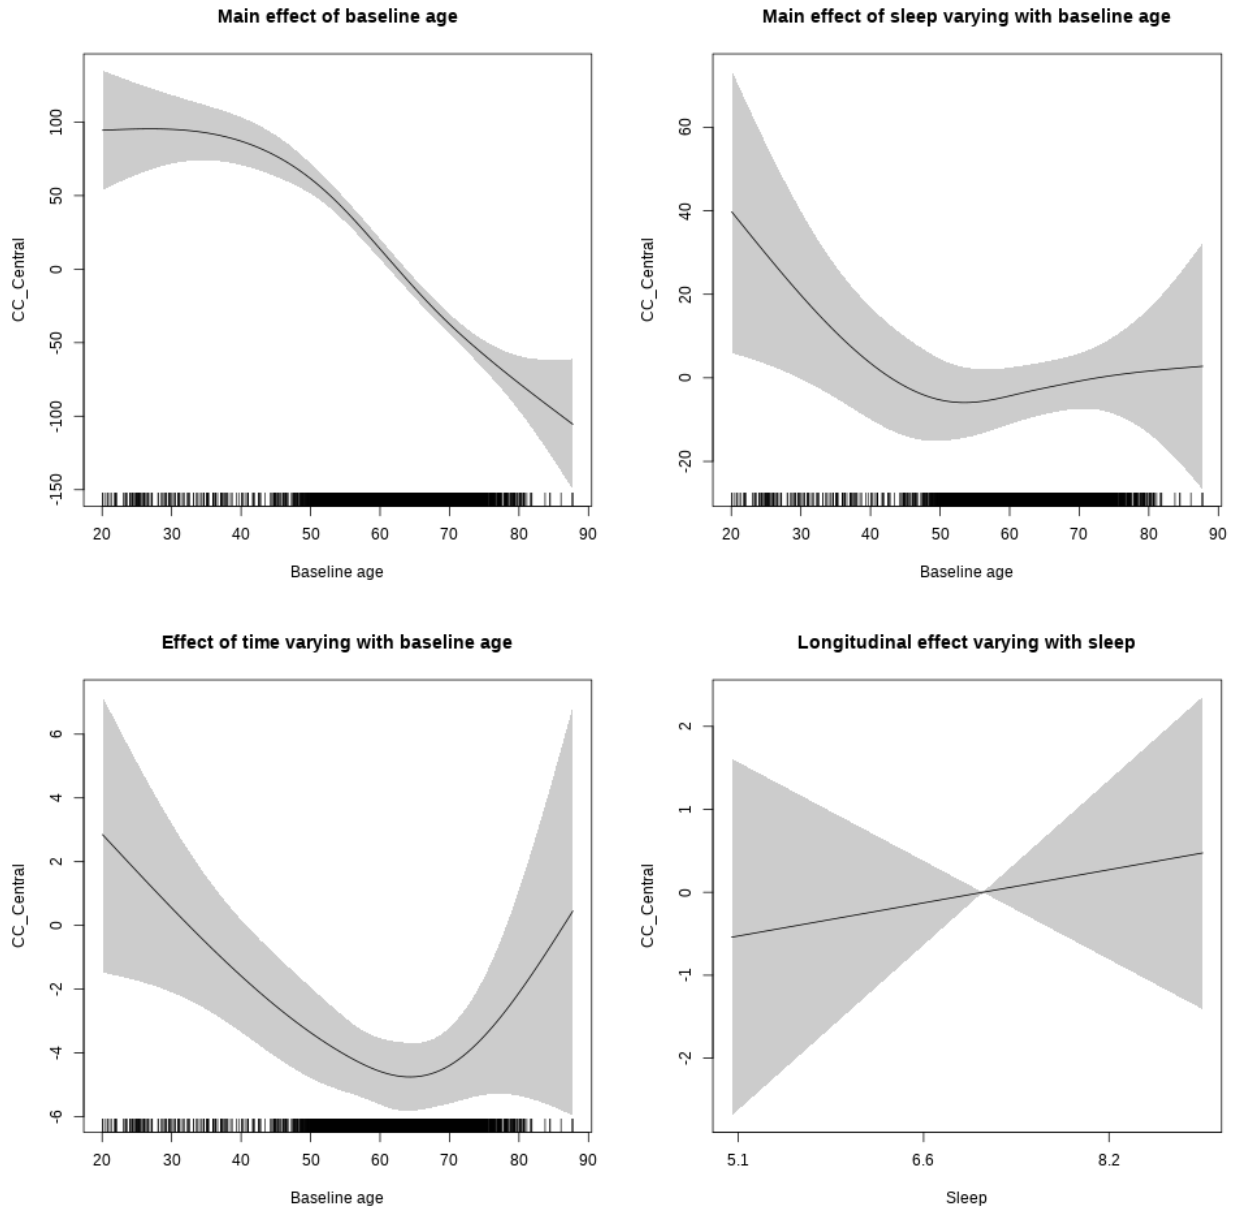 Main effect of baseline age
CC_Central
100
50
0
-50
-100
-150
20 30 40 50 60 70 80 90
Baseline age
Main effect of sleep varying with baseline age
CC_Central
60
40
20
0
-20
20 30 40 50 60 70 80 90
Baseline age
Effect of time varying with baseline age
CC_Central
6
4
2
0
-2
-4
-6
20 30 40 50 60 70 80 90
Baseline age
Longitudinal effect varying with sleep
CC_Central
2
1
0
-1
-2
5.1 6.6 8.2
Sleep